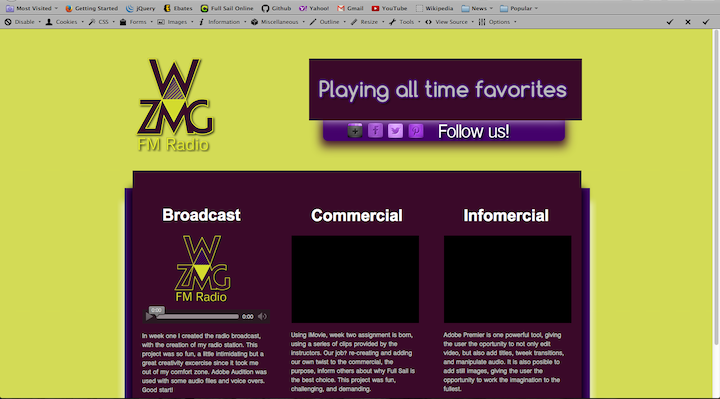 Most Visited Getting Started jQuery Ebates Full Sail Online Github Yahoo! Gmail YouTube Wikipedia News Popular
Disable Cookies CSS Forms Images Information Miscellaneous Outline Resize Tools View Source Options
W
ZMG
FM Radio
Playing all time favorites
Follow us!
Broadcast
W
ZMG
FM Radio
0:00
0:00
In week one I created the radio broadcast,
with the creation of my radio station. This
project was so fun, a little intimidating but a
great creativity excercise since it took me
out of my comfort zone. Adobe Audition was
used with some audio files and voice overs.
Good start!
Commercial
Using iMovie, week two assignment is born,
using a series of clips provided by the
instructors. Our job? re-creating and adding
our own twist to the commercial, the
purpose, inform others about why Full Sail is
the best choice. This project was fun,
challenging, and demanding.
Infomercial
Adobe Premier is one powerful tool, giving
the user the oportunity to not only edit
video, but also add titles, tweek transitions,
and manipulate audio. It is also posible to
add still images, giving the user the
opportunity to work the imagination to the
fullest.